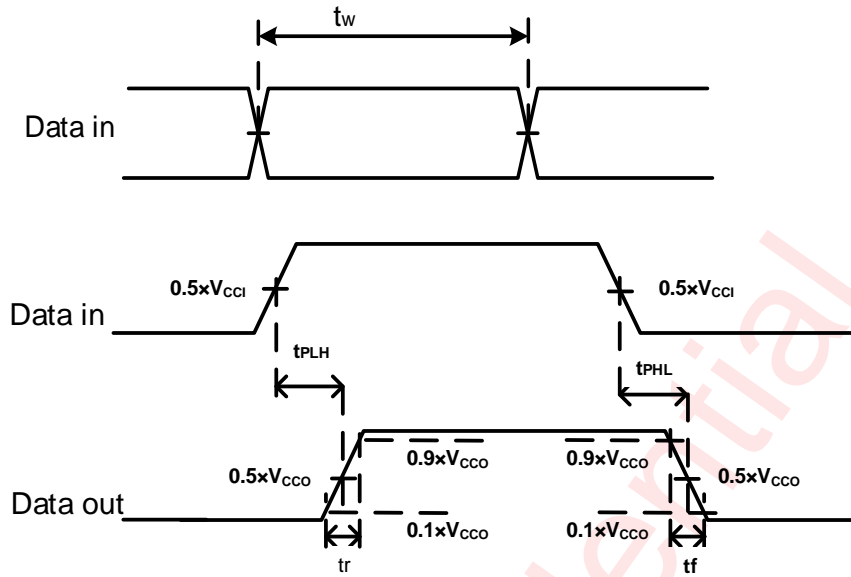 tW
Data in
0.5×VCCI
0.5×VCCI
Data in
tPLH
tPHL
0.9×VCCO
0.9×VCCO
0.5×VCCO
0.5×VCCO
Data out
0.1×VCCO
0.1×VCCO
tr
tf